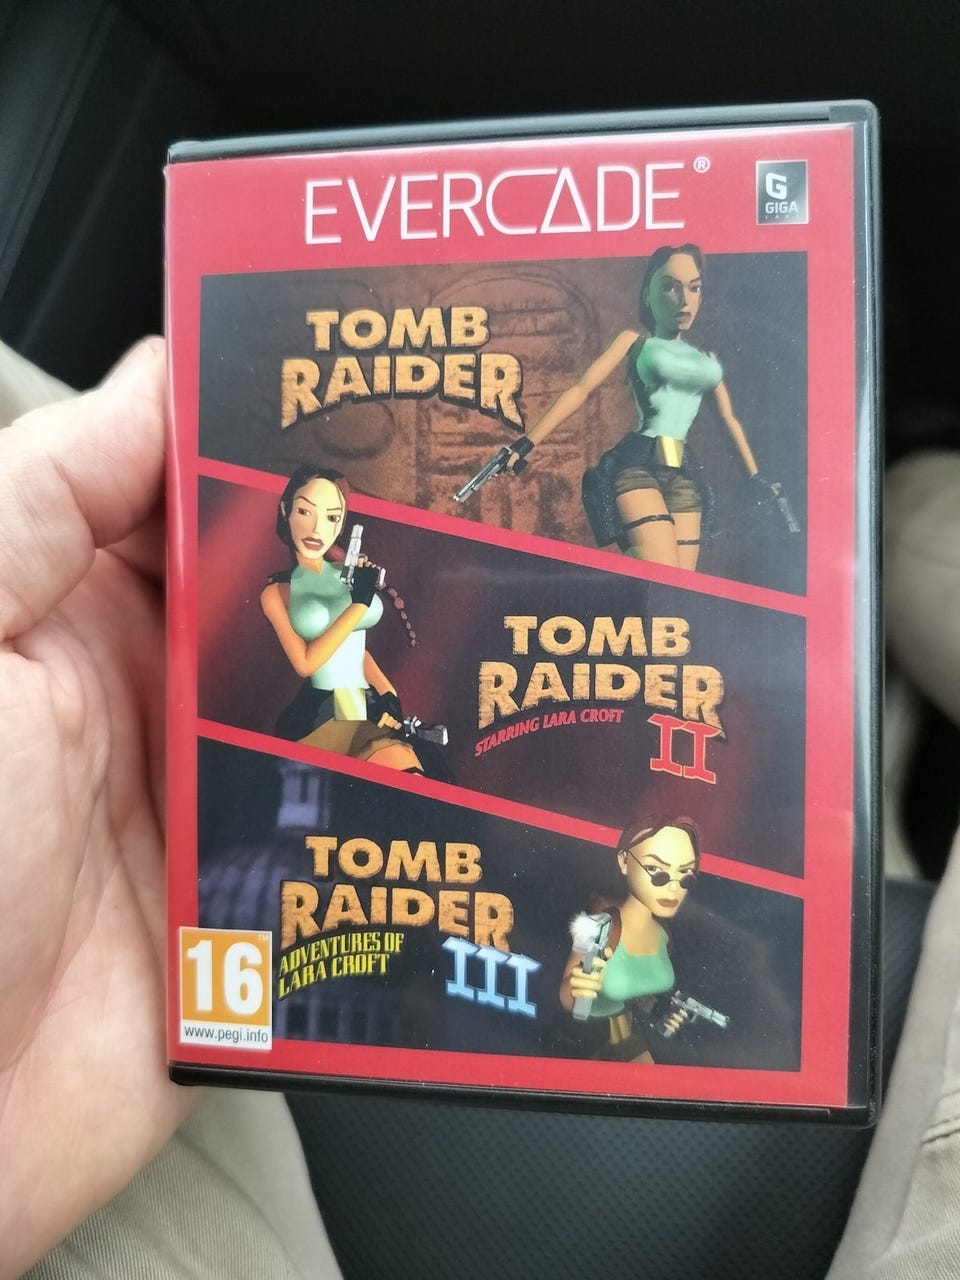 EVERCADE®
G
GIGA
TOMB
RAIDER
TOMB
RAIDER
STARRING LARA CROFT
II
TOMB
RAIDER
ADVENTURES OF
LARA CROFT
III
16
www.pegi.info